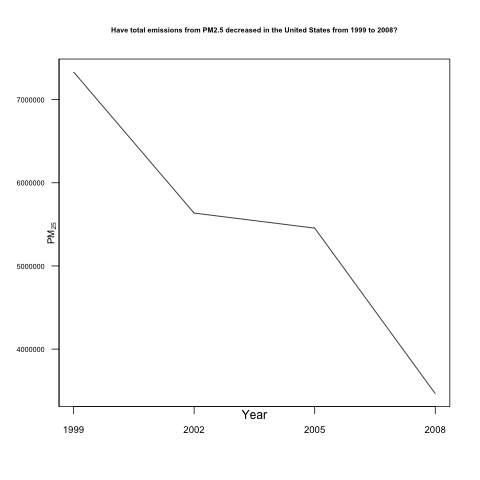 Have total emissions from PM2.5 decreased in the United States from 1999 to 2008?
7000000
6000000
5000000
4000000
PM25
1999 2002 2005 2008
Year